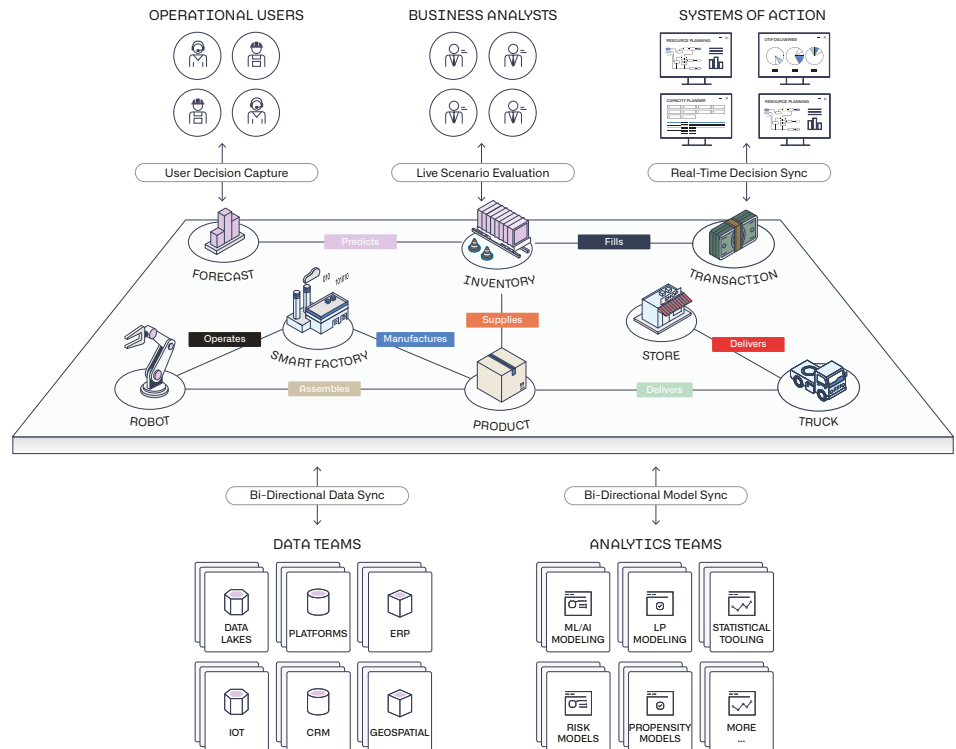 OPERATIONAL USERS
BUSINESS ANALYSTS
SYSTEMS OF ACTION
RESOURCE PLANNING
OTIF DELIVERIES
CAPACITY PLANNER
RESOURCE PLANNING
User Decision Capture
Live Scenario Evaluation
Real-Time Decision Sync
Predicts
Fills
FORECAST
INVENTORY
TRANSACTION
010
101010
Supplies
Operates
Manufactures
Delivers
SMART FACTORY
STORE
Assembles
Delivers
ROBOT
PRODUCT
TRUCK
Bi-Directional Data Sync
Bi-Directional Model Sync
DATA TEAMS
ANALYTICS TEAMS
DATA
LAKES
PLATFORMS
ERP
ML/AI
MODELING
LP
MODELING
STATISTICAL
TOOLING
IOT
CRM
GEOSPATIAL
RISK
MODELS
PROPENSITY
MODELS
MORE
...